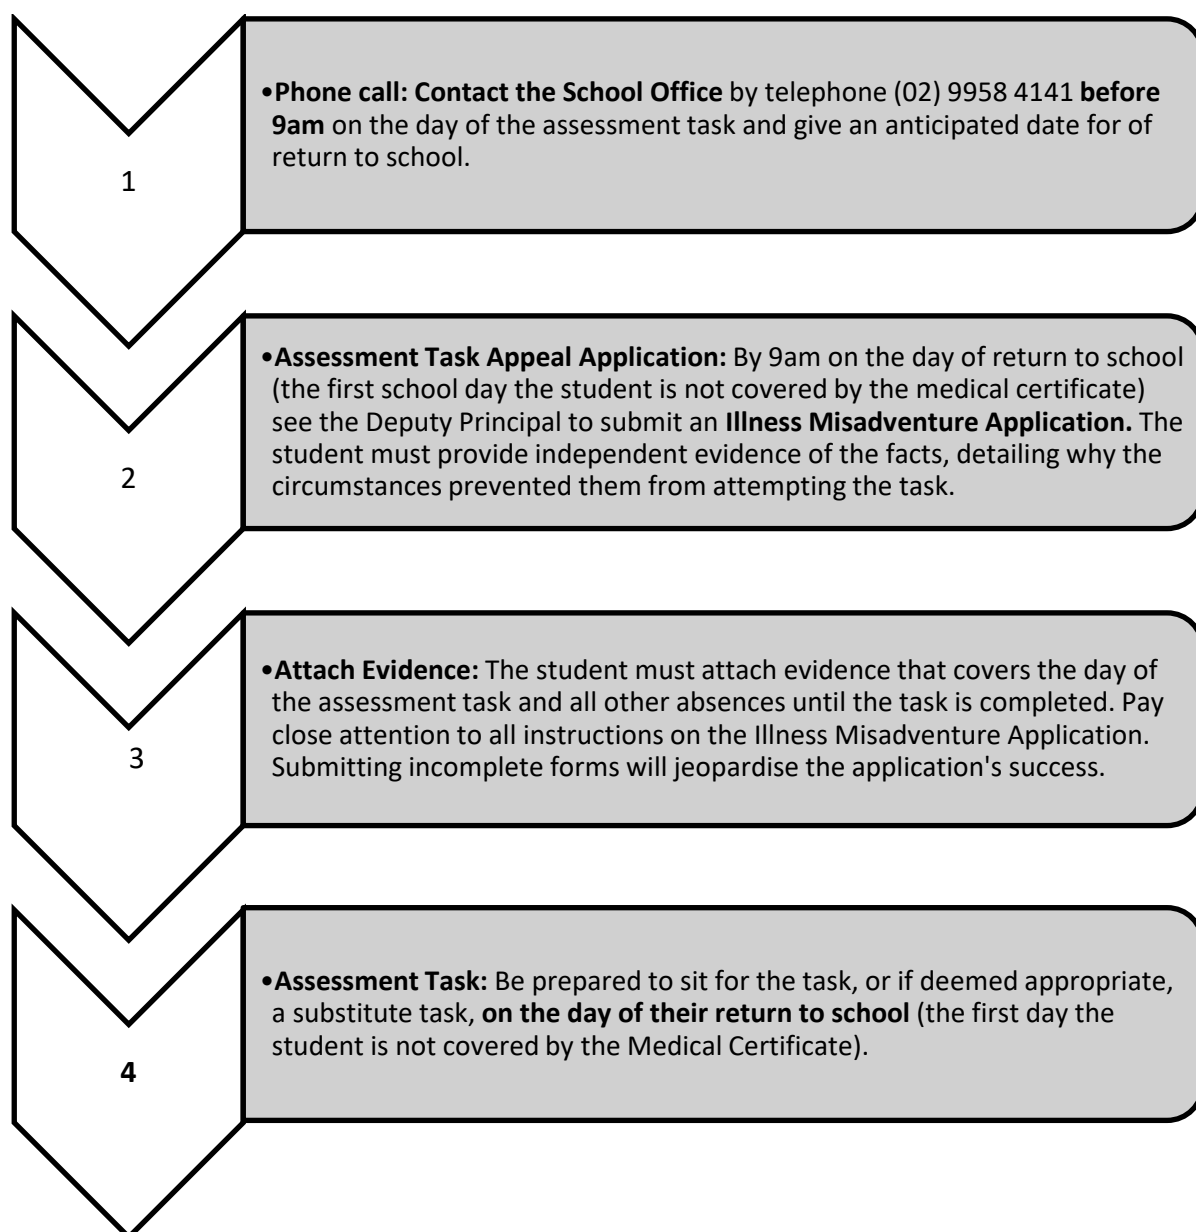 •Phone call: Contact the School Office by telephone (02) 9958 4141 before
9am on the day of the assessment task and give an anticipated date for of
return to school.
1
•Assessment Task Appeal Application: By 9am on the day of return to school
(the first school day the student is not covered by the medical certificate)
see the Deputy Principal to submit an Illness Misadventure Application. The
student must provide independent evidence of the facts, detailing why the
circumstances prevented them from attempting the task.
2
•Attach Evidence: The student must attach evidence that covers the day of
the assessment task and all other absences until the task is completed. Pay
close attention to all instructions on the Illness Misadventure Application.
Submitting incomplete forms will jeopardise the application's success.
3
•Assessment Task: Be prepared to sit for the task, or if deemed appropriate,
a substitute task, on the day of their return to school (the first day the
student is not covered by the Medical Certificate).
4